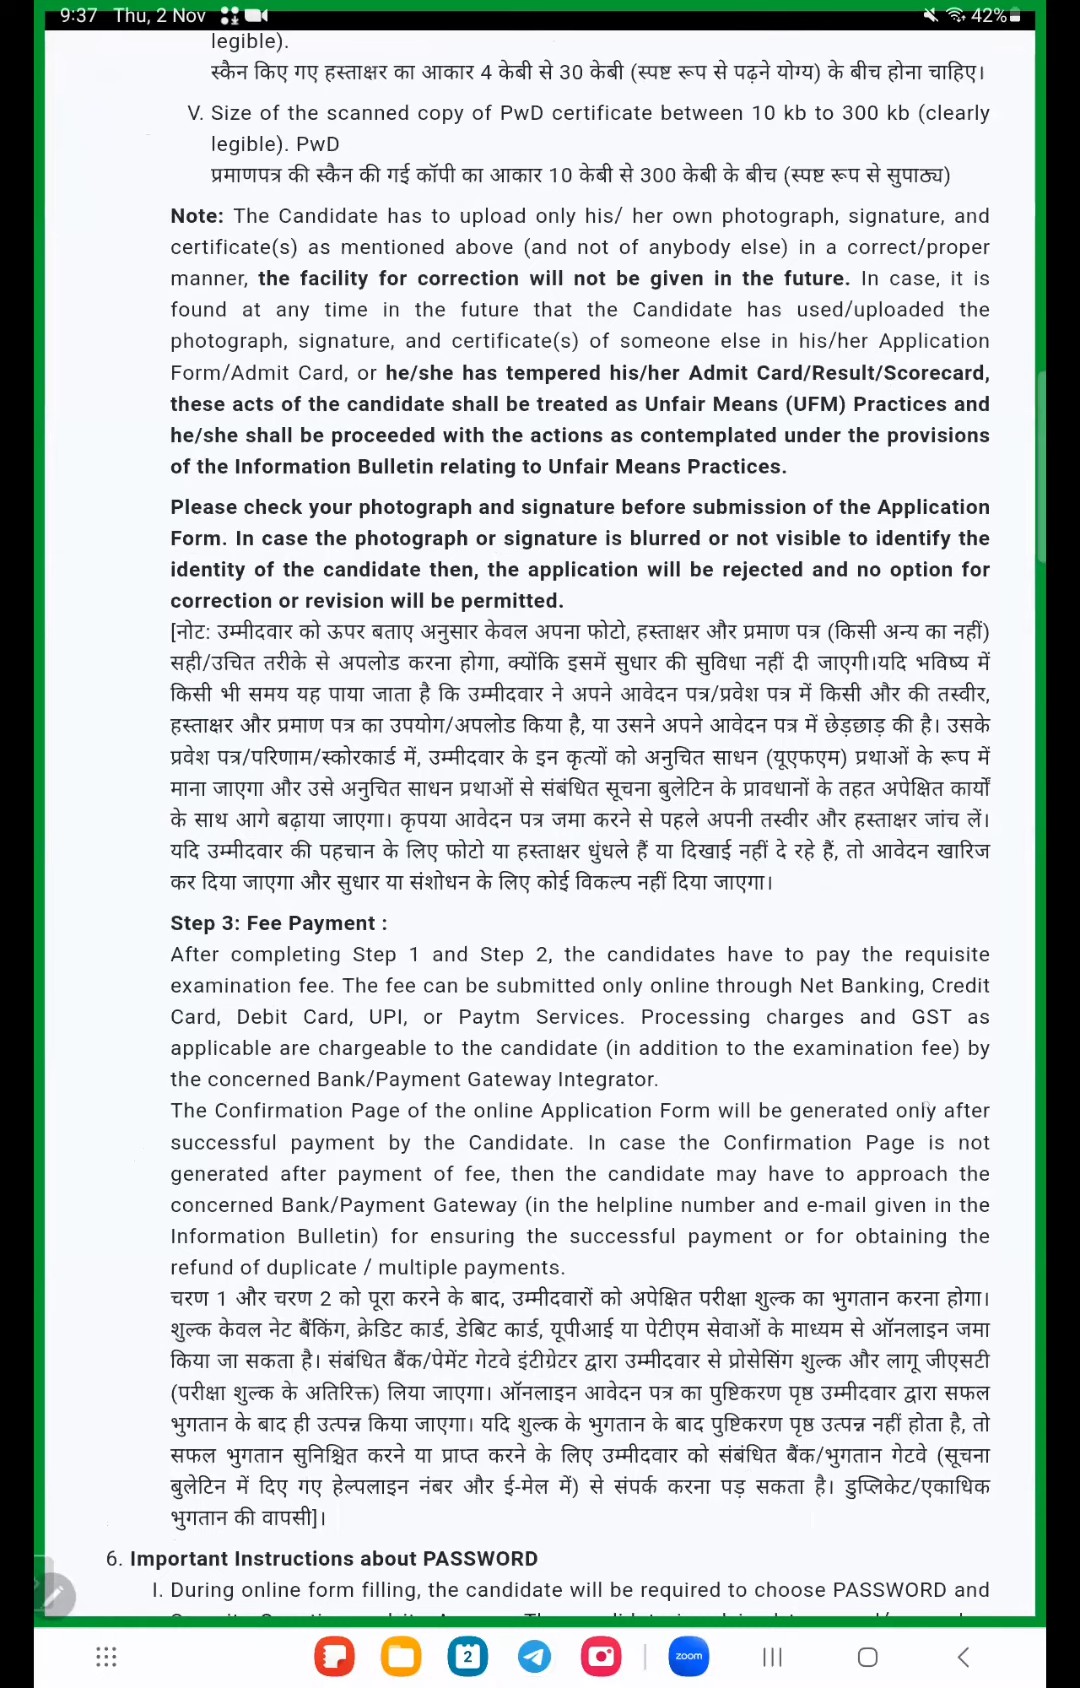 9:37 Thu, 2 Nov
42%
legible).
स्कैन किए गए हस्ताक्षर का आकार 4 केबी से 30 केबी (स्पष्ट रूप से पढ़ने योग्य) के बीच होना चाहिए।
V. Size of the scanned copy of PwD certificate between 10 kb to 300 kb (clearly
legible). PwD
प्रमाणपत्र की स्कैन की गई कॉपी का आकार 10 केबी से 300 केबी के बीच (स्पष्ट रूप से सुपाठ्य)
Note: The Candidate has to upload only his/ her own photograph, signature, and
certificate(s) as mentioned above (and not of anybody else) in a correct/proper
manner, the facility for correction will not be given in the future. In case, it is
found at any time in the future that the Candidate has used/uploaded the
photograph, signature, and certificate(s) of someone else in his/her Application
Form/Admit Card, or he/she has tempered his/her Admit Card/Result/Scorecard,
these acts of the candidate shall be treated as Unfair Means (UFM) Practices and
he/she shall be proceeded with the actions as contemplated under the provisions
of the Information Bulletin relating to Unfair Means Practices.
Please check your photograph and signature before submission of the Application
Form. In case the photograph or signature is blurred or not visible to identify the
identity of the candidate then, the application will be rejected and no option for
correction or revision will be permitted.
[नोट: उम्मीदवार को ऊपर बताए अनुसार केवल अपना फोटो, हस्ताक्षर और प्रमाण पत्र (किसी अन्य का नहीं)
सही/उचित तरीके से अपलोड करना होगा, क्योंकि इसमें सुधार की सुविधा नहीं दी जाएगी।यदि भविष्य में
किसी भी समय यह पाया जाता है कि उम्मीदवार ने अपने आवेदन पत्र/प्रवेश पत्र में किसी और की तस्वीर,
हस्ताक्षर और प्रमाण पत्र का उपयोग/अपलोड किया है, या उसने अपने आवेदन पत्र में छेड़छाड़ की है। उसके
प्रवेश पत्र/परिणाम/स्कोरकार्ड में, उम्मीदवार के इन कृत्यों को अनुचित साधन (यूएफएम) प्रथाओं के रूप में
माना जाएगा और उसे अनुचित साधन प्रथाओं से संबंधित सूचना बुलेटिन के प्रावधानों के तहत अपेक्षित कार्यों
के साथ आगे बढ़ाया जाएगा। कृपया आवेदन पत्र जमा करने से पहले अपनी तस्वीर और हस्ताक्षर जांच लें।
यदि उम्मीदवार की पहचान के लिए फोटो या हस्ताक्षर धुंधले हैं या दिखाई नहीं दे रहे हैं, तो आवेदन खारिज
कर दिया जाएगा और सुधार या संशोधन के लिए कोई विकल्प नहीं दिया जाएगा।
Step 3: Fee Payment :
After completing Step 1 and Step 2, the candidates have to pay the requisite
examination fee. The fee can be submitted only online through Net Banking, Credit
Card, Debit Card, UPI, or Paytm Services. Processing charges and GST as
applicable are chargeable to the candidate (in addition to the examination fee) by
the concerned Bank/Payment Gateway Integrator.
The Confirmation Page of the online Application Form will be generated only after
successful payment by the Candidate. In case the Confirmation Page is not
generated after payment of fee, then the candidate may have to approach the
concerned Bank/Payment Gateway (in the helpline number and e-mail given in the
Information Bulletin) for ensuring the successful payment or for obtaining the
refund of duplicate / multiple payments.
चरण 1 और चरण 2 को पूरा करने के बाद, उम्मीदवारों को अपेक्षित परीक्षा शुल्क का भुगतान करना होगा।
शुल्क केवल नेट बैंकिंग, क्रेडिट कार्ड, डेबिट कार्ड, यूपीआई या पेटीएम सेवाओं के माध्यम से ऑनलाइन जमा
किया जा सकता है। संबंधित बैंक/पेमेंट गेटवे इंटीग्रेटर द्वारा उम्मीदवार से प्रोसेसिंग शुल्क और लागू जीएसटी
(परीक्षा शुल्क के अतिरिक्त) लिया जाएगा। ऑनलाइन आवेदन पत्र का पुष्टिकरण पृष्ठ उम्मीदवार द्वारा सफल
भुगतान के बाद ही उत्पन्न किया जाएगा। यदि शुल्क के भुगतान के बाद पुष्टिकरण पृष्ठ उत्पन्न नहीं होता है, तो
सफल भुगतान सुनिश्चित करने या प्राप्त करने के लिए उम्मीदवार को संबंधित बैंक/भुगतान गेटवे (सूचना
बुलेटिन में दिए गए हेल्पलाइन नंबर और ई-मेल में) से संपर्क करना पड़ सकता है। डुप्लिकेट/एकाधिक
भुगतान की वापसी]।
6. Important Instructions about PASSWORD
I. During online form filling, the candidate will be required to choose PASSWORD and
2
zoom